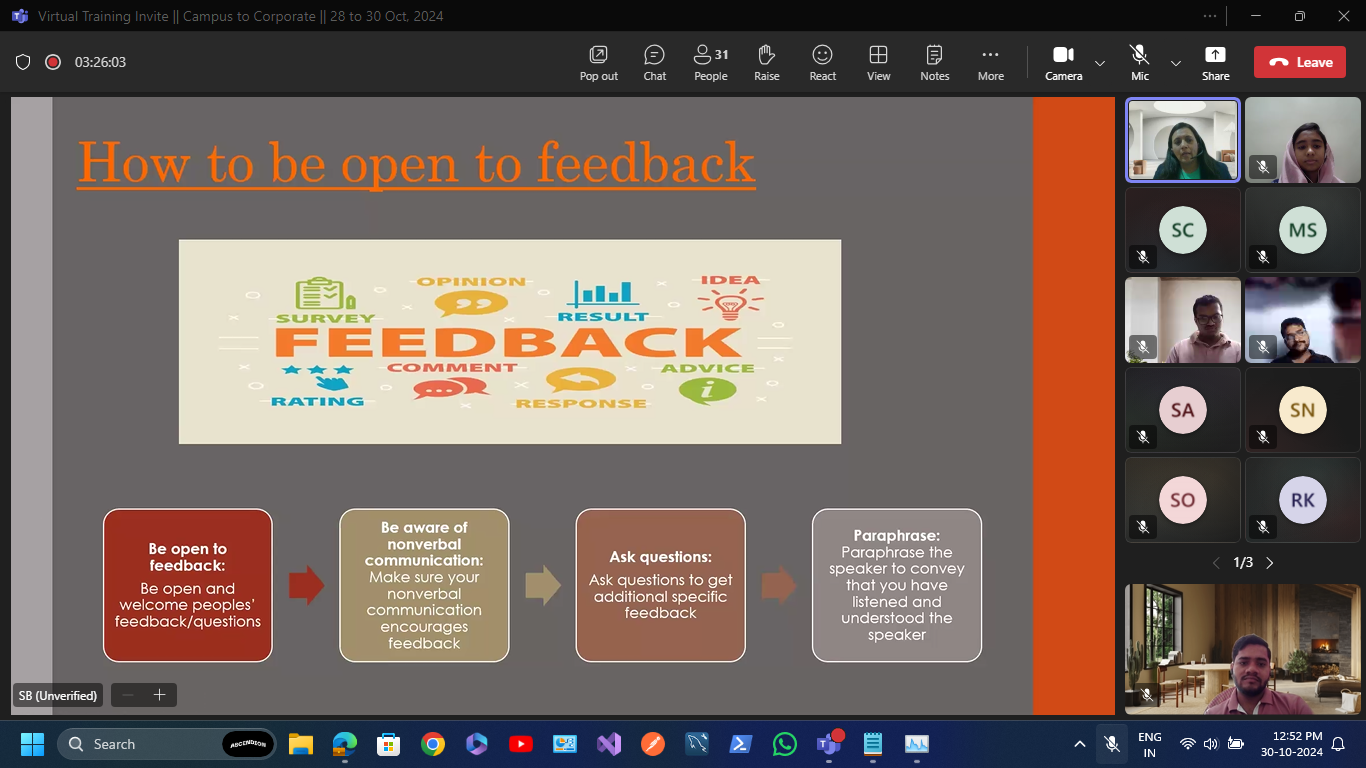 Virtual Training Invite || Campus to Corporate || 28 to 30 Oct, 2024
03:26:03
Pop out
Chat
31
People
Raise
React
View
Notes
More
Camera
Mic
Share
Leave
How to be open to feedback
SURVEY
OPINION
RESULT
IDEA
FEEDBACK
RATING
COMMENT
RESPONSE
ADVICE
Be open to
feedback:
Be open and
welcome peoples'
feedback/questions
Be aware of
nonverbal
communication:
Make sure your
nonverbal
communication
encourages
feedback
Ask questions:
Ask questions to get
additional specific
feedback
Paraphrase:
Paraphrase the
speaker to convey
that you have
listened and
understood the
speaker
SB (Unverified)
SC
MS
SA
SN
SO
RK
1/3
Search
ASCENDION
ENG
IN
12:52 PM
30-10-2024